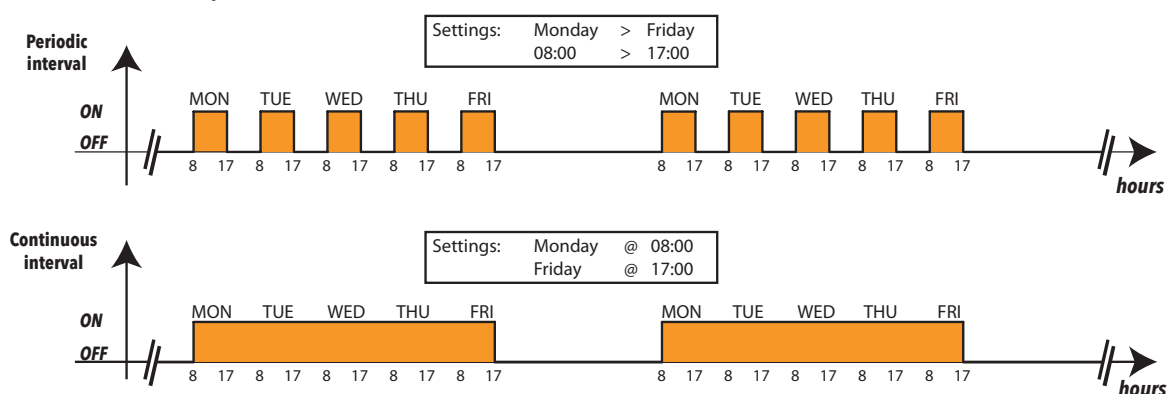 Settings: Monday > Friday
08:00 > 17:00
Periodic
interval
MON TUE WED THU FRI MON TUE WED THU FRI
ON
OFF
8 17 8 17 8 17 8 17 8 17 8 17 8 17 8 17 8 17 8 17
hours
Continuous
interval
Settings: Monday @ 08:00
Friday @ 17:00
MON TUE WED THU FRI MON TUE WED THU FRI
ON
OFF
8 17 8 17 8 17 8 17 8 17 8 17 8 17 8 17 8 17 8 17
hours